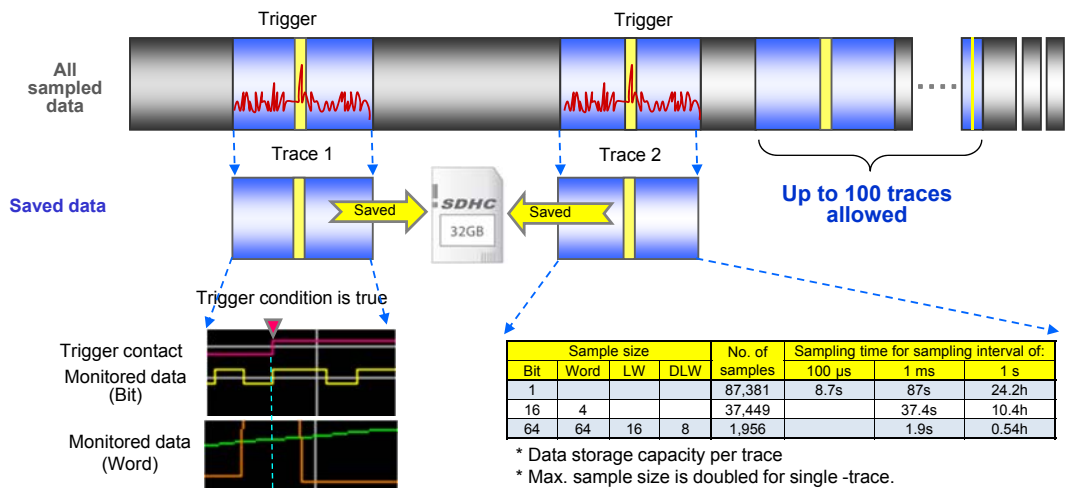 Trigger
Trigger
All
sampled
data
Trace 1
Trace 2
Up to 100 traces
allowed
Saved data
Saved
SDHC
32GB
Saved
Trigger condition is true
Trigger contact
Monitored data
(Bit)
Monitored data
(Word)
Sample size No. of samples Sampling time for sampling interval of:
Bit Word LW DLW 100 µs 1 ms 1 s
1 87,381 8.7s 87s 24.2h
16 4 37,449 37.4s 10.4h
64 64 16 8 1,956 1.9s 0.54h
* Data storage capacity per trace
* Max. sample size is doubled for single -trace.